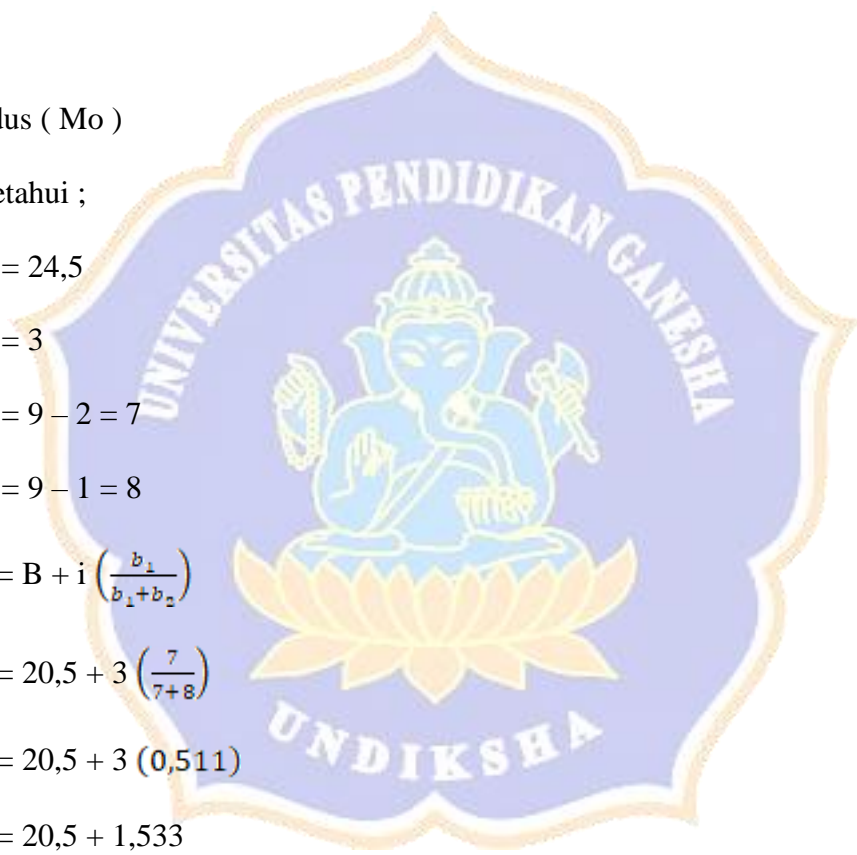 dus ( Mo )
etahui ;
= 24,5
= 3
= 9 – 2 = 7
= 9 – 1 = 8
= B + i (b₁/(b₁+b₂))
= 20,5 + 3 (7/(7+8))
= 20,5 + 3 (0,511)
= 20,5 + 1,533
UNIVERSITAS PENDIDIKAN GANESHA
UNDIKSHA